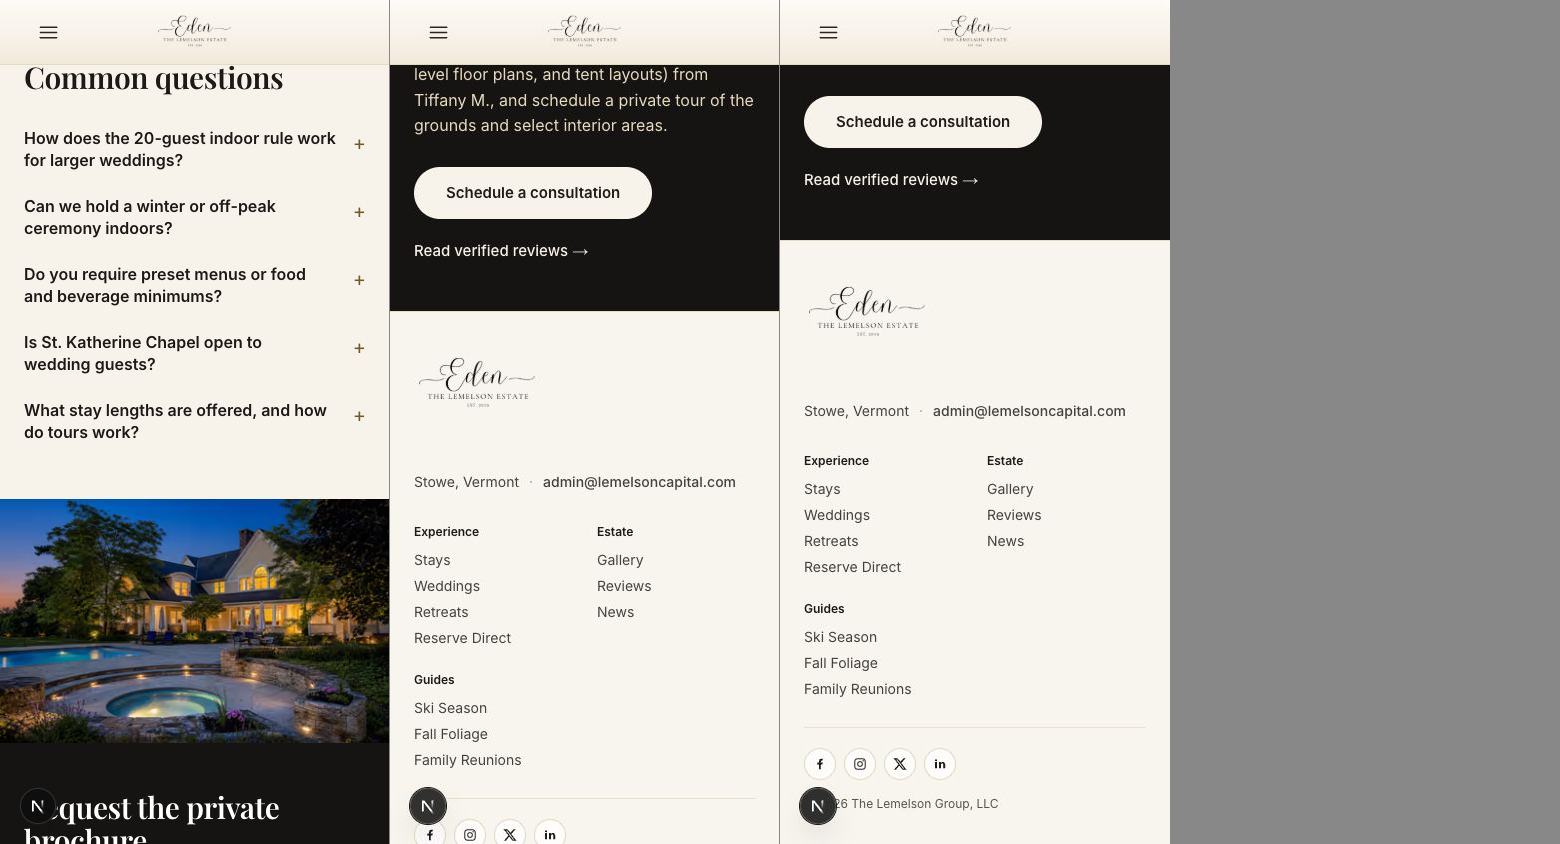 Eden
THE LEMELSON ESTATE
Common questions
How does the 20-guest indoor rule work
for larger weddings?
+
Can we hold a winter or off-peak
ceremony indoors?
+
Do you require preset menus or food
and beverage minimums?
+
Is St. Katherine Chapel open to
wedding guests?
+
What stay lengths are offered, and how
do tours work?
+
N
equest the private
brochure
Eden
THE LEMELSON ESTATE
level floor plans, and tent layouts) from
Tiffany M., and schedule a private tour of the
grounds and select interior areas.
Schedule a consultation
Read verified reviews →
Eden
THE LEMELSON ESTATE
Stowe, Vermont · admin@lemelsoncapital.com
Experience
Stays
Weddings
Retreats
Reserve Direct
Estate
Gallery
Reviews
News
Guides
Ski Season
Fall Foliage
Family Reunions
N
f
X
in
Eden
THE LEMELSON ESTATE
Schedule a consultation
Read verified reviews →
Eden
THE LEMELSON ESTATE
Stowe, Vermont · admin@lemelsoncapital.com
Experience
Stays
Weddings
Retreats
Reserve Direct
Estate
Gallery
Reviews
News
Guides
Ski Season
Fall Foliage
Family Reunions
f
X
in
N
26 The Lemelson Group, LLC